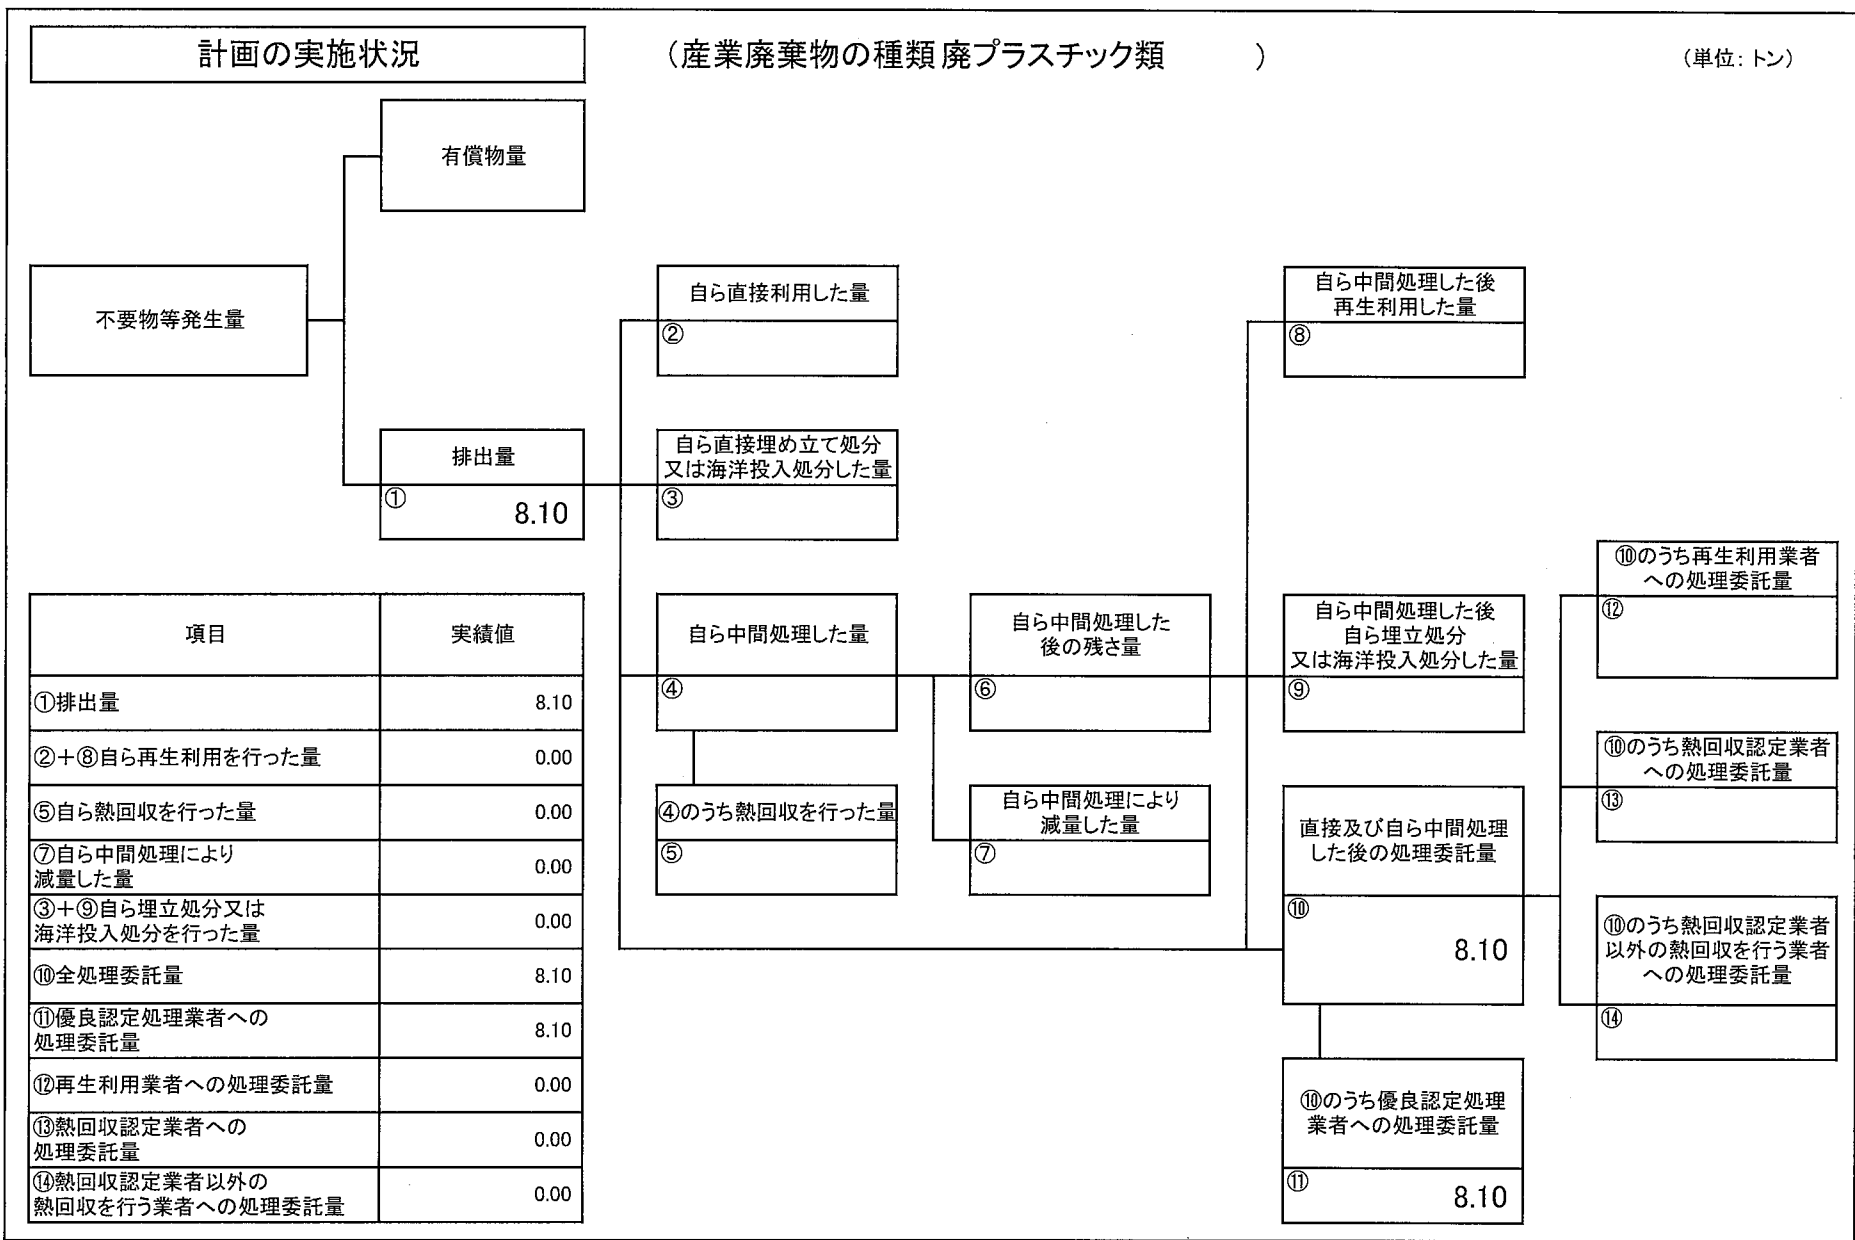 計画の実施状況
（産業廃棄物の種類 廃プラスチック類　　　）
（単位：トン）
有償物量
不要物等発生量
自ら直接利用した量
②
自ら中間処理した後
再生利用した量
⑧
排出量
①
8.10
自ら直接埋め立て処分
又は海洋投入処分した量
③
⑩のうち再生利用業者
への処理委託量
⑫
自ら中間処理した量
④
自ら中間処理した
後の残さ量
⑥
自ら中間処理した後
自ら埋立処分
又は海洋投入処分した量
⑨
⑩のうち熱回収認定業者
への処理委託量
⑬
④のうち熱回収を行った量
⑤
自ら中間処理により
減量した量
⑦
直接及び自ら中間処理
した後の処理委託量
⑩
8.10
⑩のうち熱回収認定業者
以外の熱回収を行う業者
への処理委託量
⑭
⑩のうち優良認定処理
業者への処理委託量
⑪
8.10
項目 実績値
①排出量 8.10
②＋⑧自ら再生利用を行った量 0.00
⑤自ら熱回収を行った量 0.00
⑦自ら中間処理により
減量した量 0.00
③＋⑨自ら埋立処分又は
海洋投入処分を行った量 0.00
⑩全処理委託量 8.10
⑪優良認定処理業者への
処理委託量 8.10
⑫再生利用業者への処理委託量 0.00
⑬熱回収認定業者への
処理委託量 0.00
⑭熱回収認定業者以外の
熱回収を行う業者への処理委託量 0.00